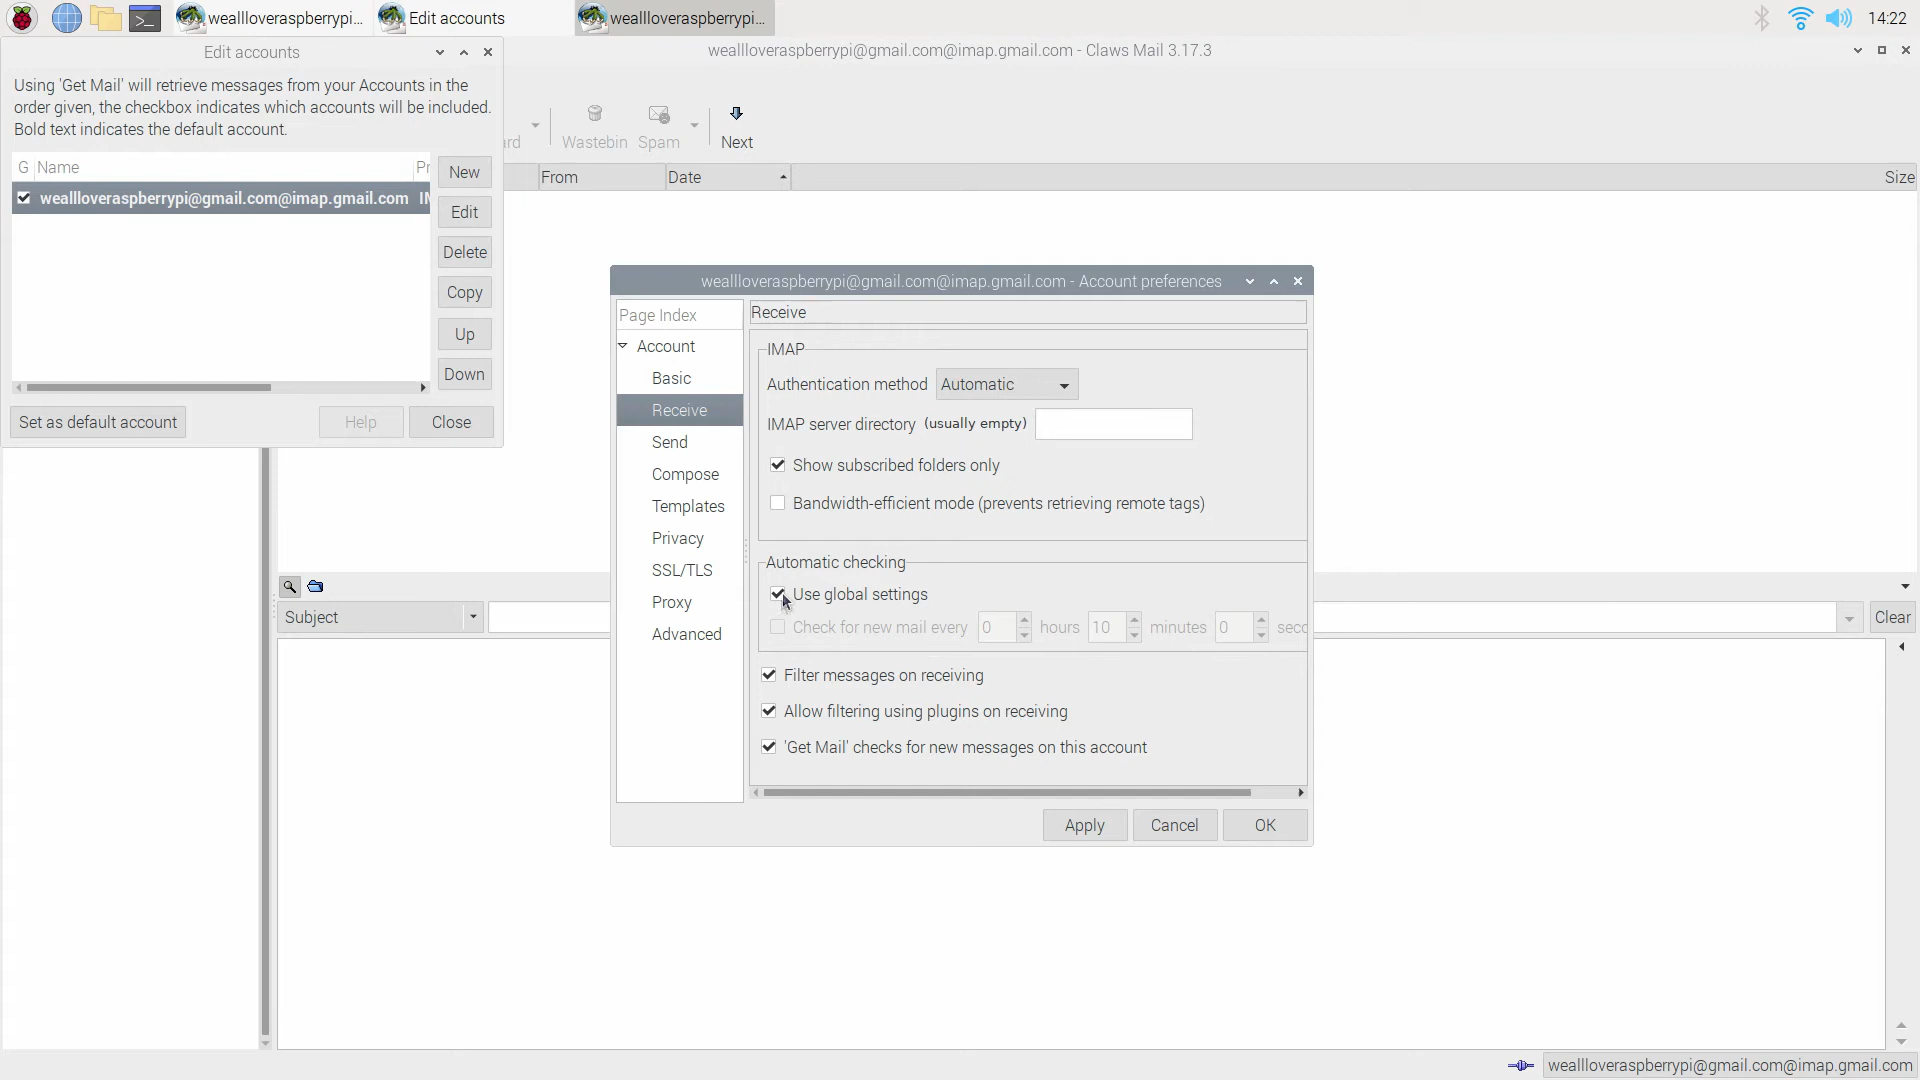 weallloveraspberrypi...
Edit accounts
weallloveraspberrypi...
14:22
Edit accounts
weallloveraspberrypi@gmail.com@imap.gmail.com - Claws Mail 3.17.3
Using 'Get Mail' will retrieve messages from your Accounts in the
order given, the checkbox indicates which accounts will be included.
Bold text indicates the default account.
rd
Wastebin
Spam
Next
G
Name
Pr
New
From
Date
Size
weallloveraspberrypi@gmail.com@imap.gmail.com
IM
Edit
Delete
Copy
Up
Down
Set as default account
Help
Close
weallloveraspberrypi@gmail.com@imap.gmail.com - Account preferences
Page Index
Account
Basic
Receive
Send
Compose
Templates
Privacy
SSL/TLS
Proxy
Advanced
Receive
IMAP
Authentication method
Automatic
IMAP server directory (usually empty)
Show subscribed folders only
Bandwidth-efficient mode (prevents retrieving remote tags)
Automatic checking
Use global settings
Check for new mail every 0 hours 10 minutes 0 secc
Filter messages on receiving
Allow filtering using plugins on receiving
'Get Mail' checks for new messages on this account
Apply
Cancel
OK
Subject
Clear
weallloveraspberrypi@gmail.com@imap.gmail.com